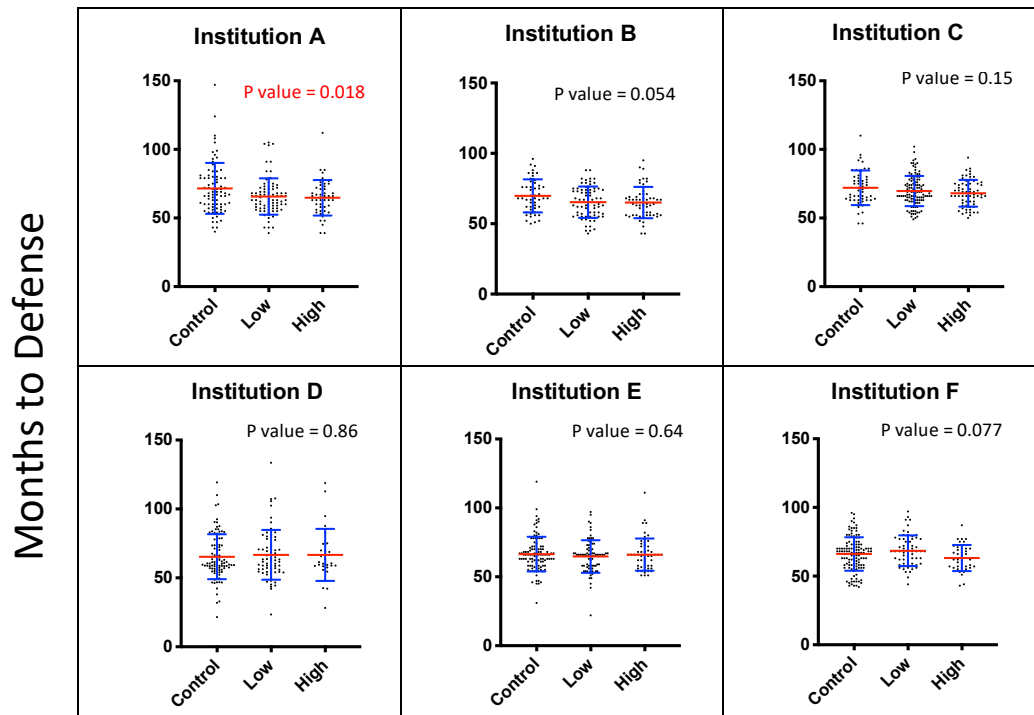 Months to Defense
Institution A
P value = 0.018
150
100
50
0
Control
Low
High
Institution B
P value = 0.054
150
100
50
0
Control
Low
High
Institution C
P value = 0.15
150
100
50
0
Control
Low
High
Institution D
P value = 0.86
150
100
50
0
Control
Low
High
Institution E
P value = 0.64
150
100
50
0
Control
Low
High
Institution F
P value = 0.077
150
100
50
0
Control
Low
High